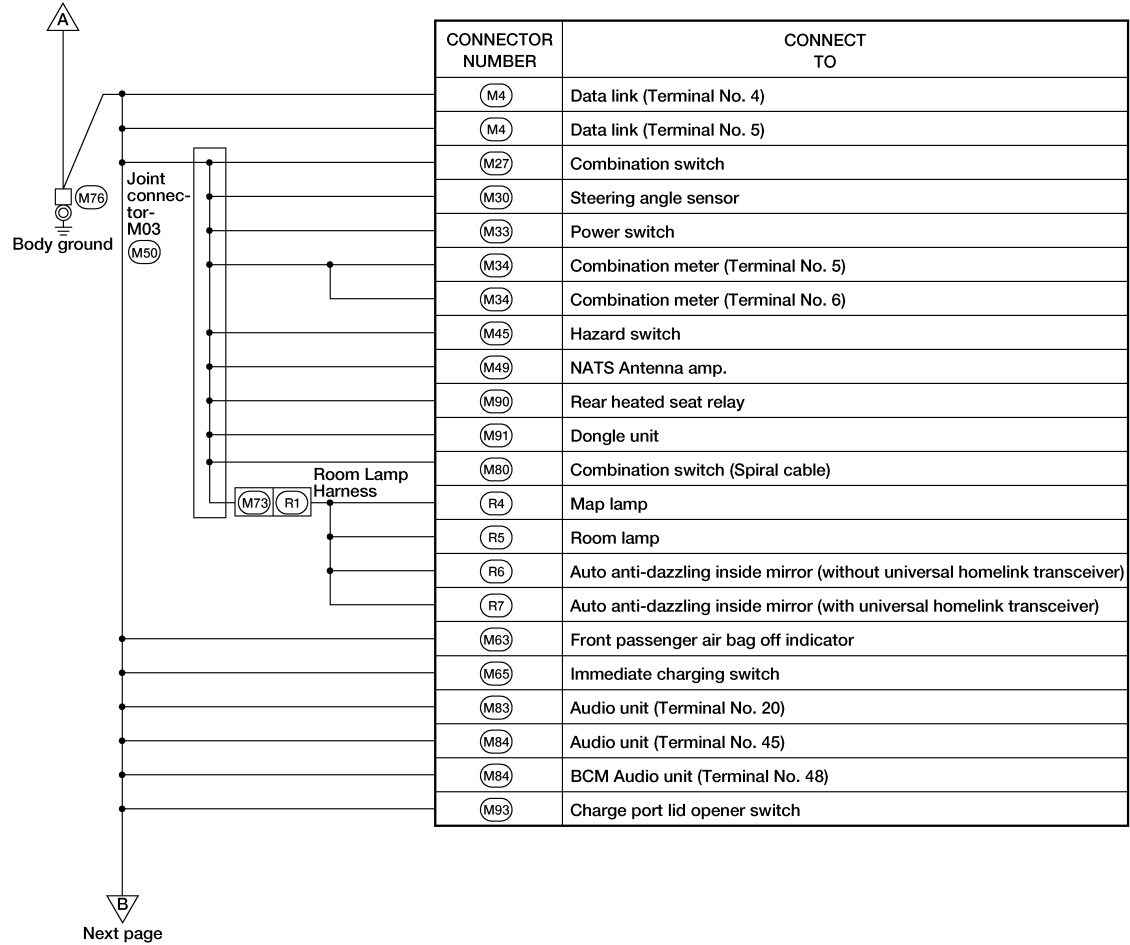 A
CONNECTOR
NUMBER
CONNECT
TO
M4
Data link (Terminal No. 4)
M4
Data link (Terminal No. 5)
M27
Combination switch
Joint
connec-
tor-
M03
M50
M76
Body ground
M30
Steering angle sensor
M33
Power switch
M34
Combination meter (Terminal No. 5)
M34
Combination meter (Terminal No. 6)
M45
Hazard switch
M49
NATS Antenna amp.
M90
Rear heated seat relay
M91
Dongle unit
M80
Combination switch (Spiral cable)
Room Lamp
Harness
M73
R1
R4
Map lamp
R5
Room lamp
R6
Auto anti-dazzling inside mirror (without universal homelink transceiver)
R7
Auto anti-dazzling inside mirror (with universal homelink transceiver)
M63
Front passenger air bag off indicator
M65
Immediate charging switch
M83
Audio unit (Terminal No. 20)
M84
Audio unit (Terminal No. 45)
M84
BCM Audio unit (Terminal No. 48)
M93
Charge port lid opener switch
B
Next page